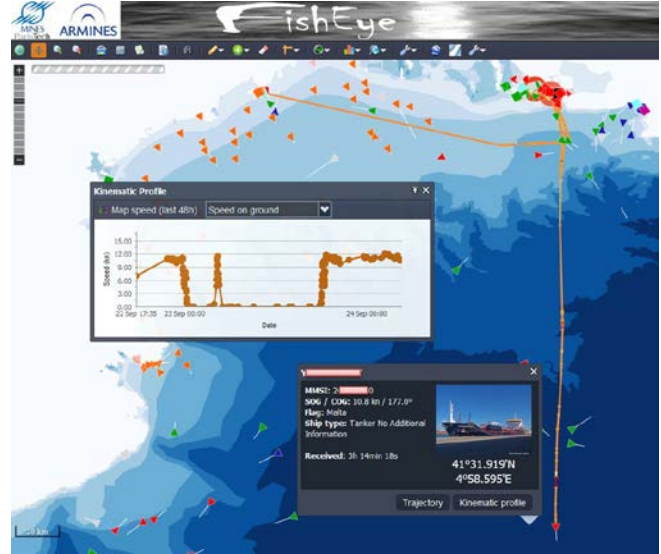 MINES
ParisTech
ARMINES
FishEye
Kinematic Profile
Map speed (last 48h) Speed on ground
15.00
12.00
9.00
6.00
3.00
0.00
Speed (kn)
22 Sep 17:35 23 Sep 00:00 24 Sep 00:00
Date
Y
MMSI: 2 0
SOG / COG: 10.8 kn / 177.0°
Flag: Malta
Ship type: Tanker No Additional
Information
Received: 3h 14min 18s
41°31.919'N
4°58.595'E
Trajectory Kinematic profile